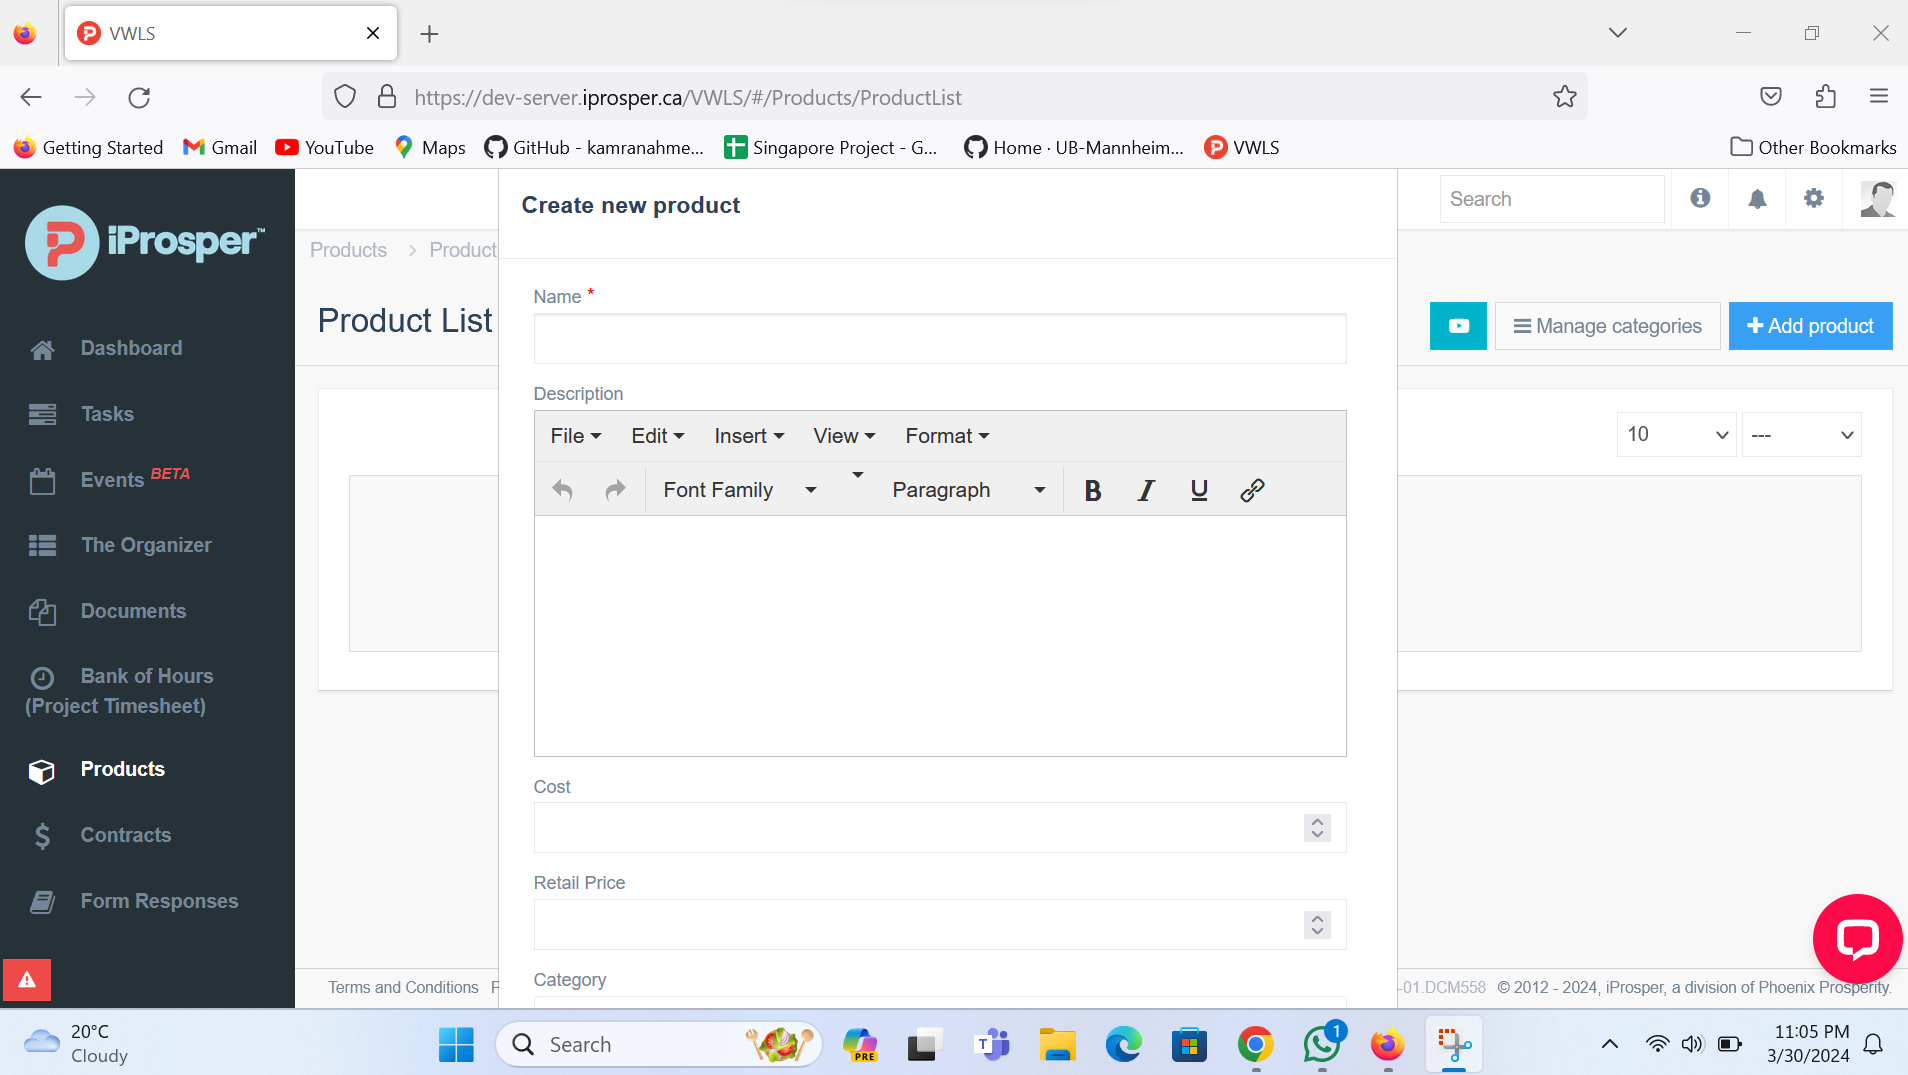 VWLS
https://dev-server.iprosper.ca/VWLS/#/Products/ProductList
Getting Started
Gmail
YouTube
Maps
GitHub - kamranahme...
Singapore Project - G...
Home · UB-Mannheim...
VWLS
Other Bookmarks
iProsper™
Dashboard
Tasks
Events BETA
The Organizer
Documents
Bank of Hours
(Project Timesheet)
Products
Contracts
Form Responses
Search
Products
Product
Product List
Manage categories
Add product
10
---
Create new product
Name *
Description
File
Edit
Insert
View
Format
Font Family
Paragraph
B
I
U
Cost
Retail Price
Category
Terms and Conditions
-01.DCM558
© 2012 - 2024, iProsper, a division of Phoenix Prosperity.
20°C
Cloudy
Search
PRE
T
1
11:05 PM
3/30/2024